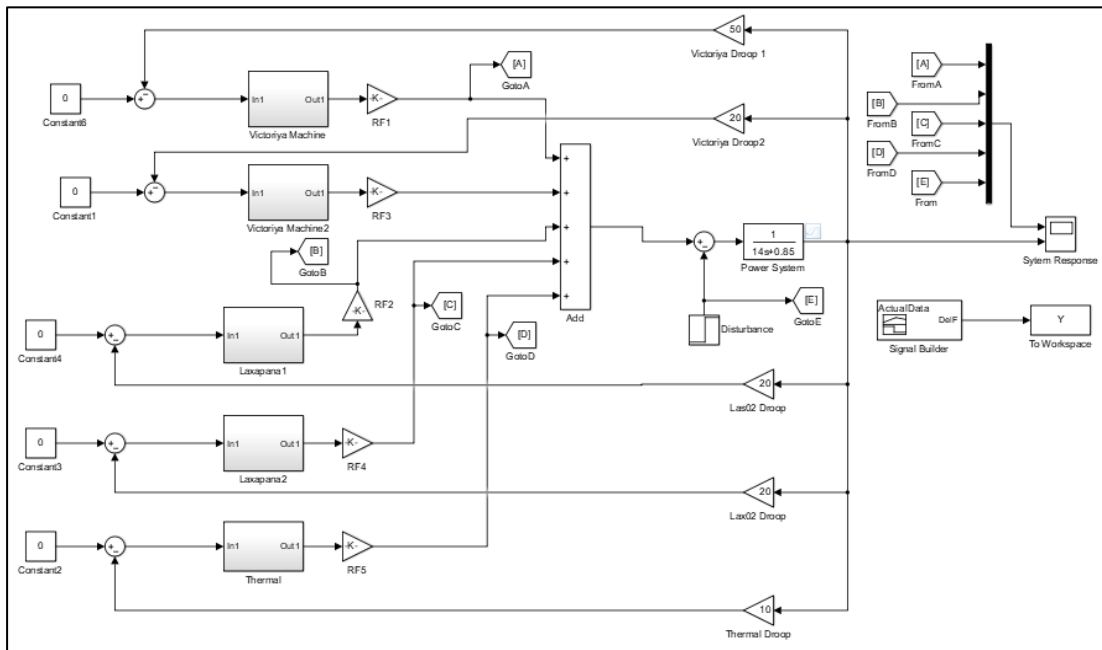 50
Victoriya Droop 1
[A]
GotoA
[A]
FromA
0
Constant6
In1 Out1
Victoriya Machine
-K-
RF1
[B]
FromB
[C]
FromC
20
Victoriya Droop2
[D]
FromD
[E]
From
0
Constant1
In1 Out1
Victoriya Machine2
-K-
RF3
Add
1
14s+0.85
Power System
Sytem Response
[B]
GotoB
-K-
RF2
[C]
GotoC
[D]
GotoD
Disturbance
[E]
GotoE
ActualData
DelF
Signal Builder
Y
To Workspace
0
Constant4
In1 Out1
Laxapana1
20
Las02 Droop
0
Constant3
In1 Out1
Laxapana2
-K-
RF4
20
Lax02 Droop
0
Constant2
In1 Out1
Thermal
-K-
RF5
10
Thermal Droop